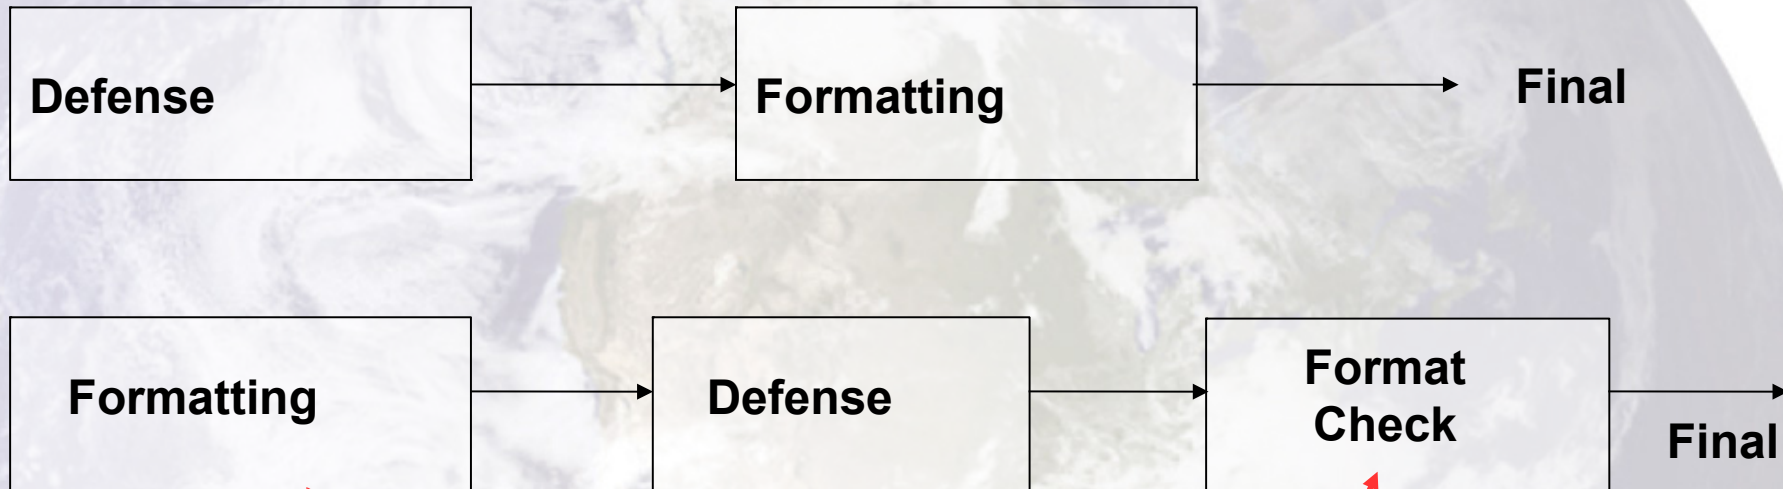 Defense
Formatting
Final
Formatting
Defense
Format
Check
Final